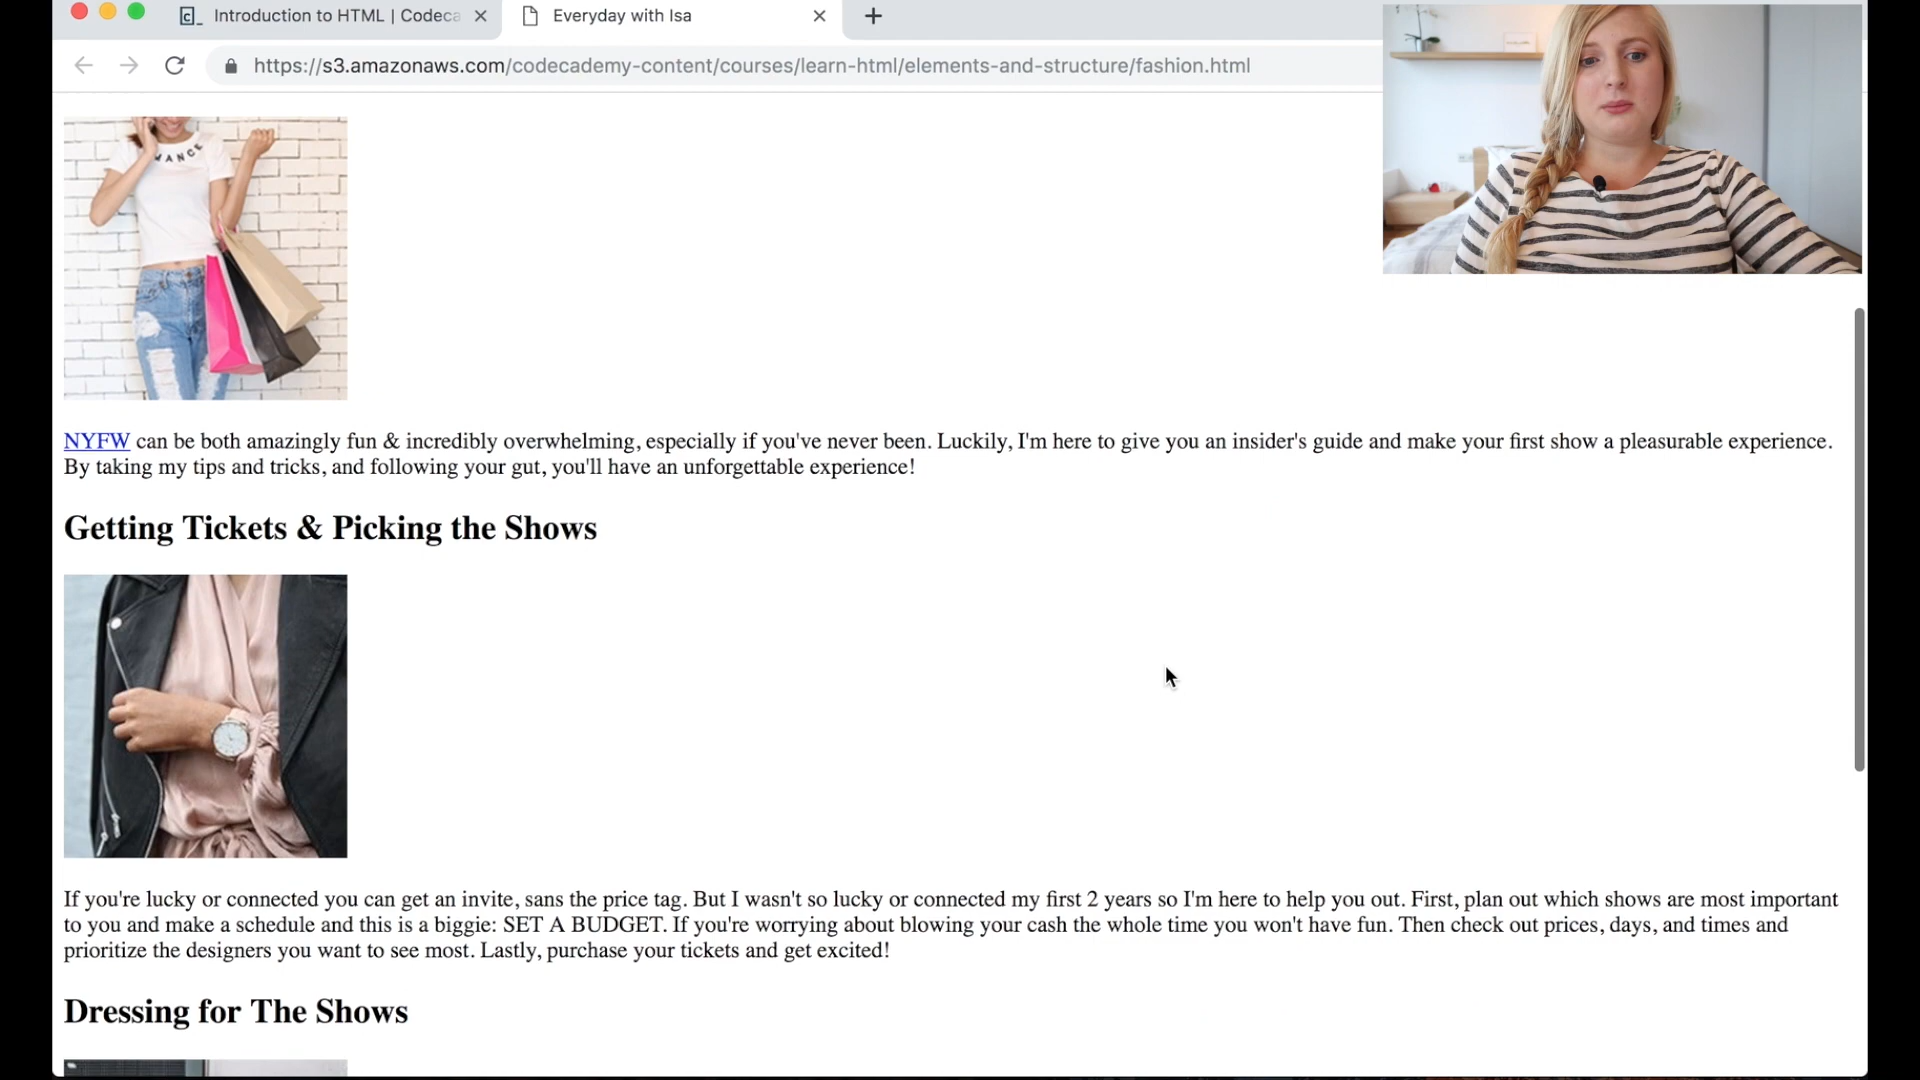 Introduction to HTML | Codeca
Everyday with Isa
https://s3.amazonaws.com/codecademy-content/courses/learn-html/elements-and-structure/fashion.html
NYFW can be both amazingly fun & incredibly overwhelming, especially if you've never been. Luckily, I'm here to give you an insider's guide and make your first show a pleasurable experience.
By taking my tips and tricks, and following your gut, you'll have an unforgettable experience!
Getting Tickets & Picking the Shows
If you're lucky or connected you can get an invite, sans the price tag. But I wasn't so lucky or connected my first 2 years so I'm here to help you out. First, plan out which shows are most important
to you and make a schedule and this is a biggie: SET A BUDGET. If you're worrying about blowing your cash the whole time you won't have fun. Then check out prices, days, and times and
prioritize the designers you want to see most. Lastly, purchase your tickets and get excited!
Dressing for The Shows